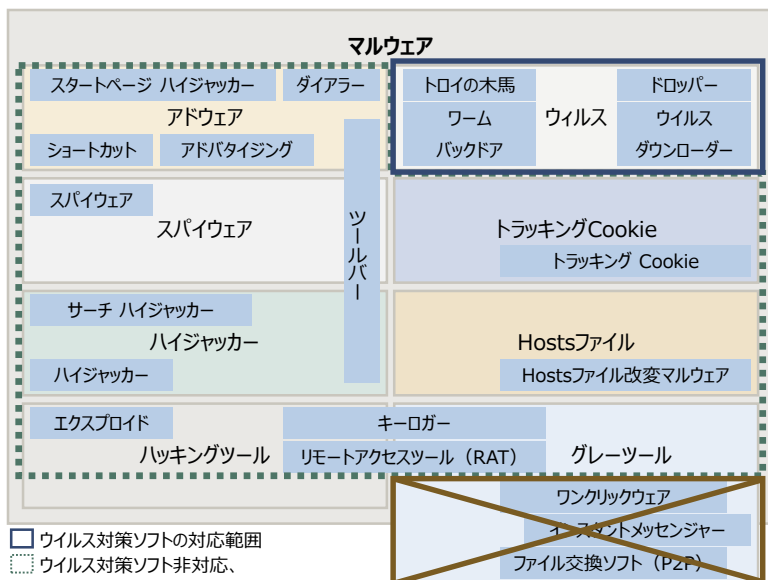 マルウェア
スタートページ ハイジャッカー
ダイアラー
アドウェア
ショートカット
アドバタイジング
トロイの木馬
ドロッパー
ワーム
ウィルス
ウイルス
バックドア
ダウンローダー
スパイウェア
スパイウェア
ツールバー
トラッキングCookie
トラッキング Cookie
サーチ ハイジャッカー
ハイジャッカー
ハイジャッカー
Hostsファイル
Hostsファイル改変マルウェア
エクスプロイド
キーロガー
ハッキングツール
リモートアクセスツール（RAT）
グレーツール
ワンクリックウェア
インスタントメッセンジャー
ファイル交換ソフト（P2P）
ウイルス対策ソフトの対応範囲
ウイルス対策ソフト非対応、